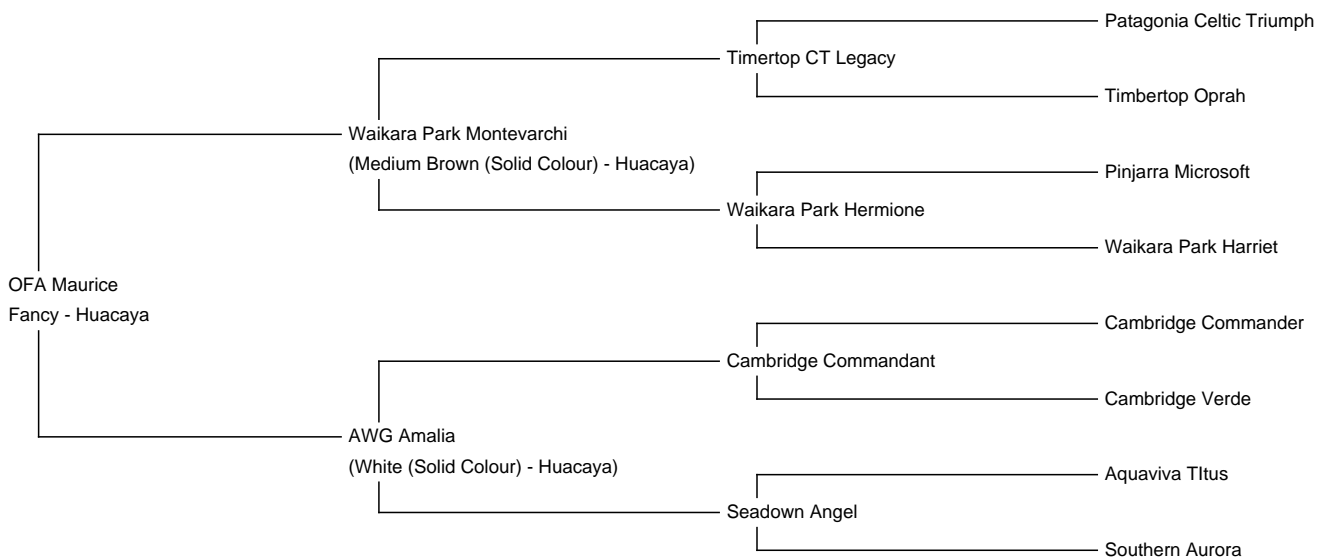 Patagonia Celtic Triumph
Timertop CT Legacy
Timbertop Oprah
Waikara Park Montevarchi
(Medium Brown (Solid Colour) - Huacaya)
Pinjarra Microsoft
Waikara Park Hermione
Waikara Park Harriet
OFA Maurice
Fancy - Huacaya
Cambridge Commander
Cambridge Commandant
Cambridge Verde
AWG Amalia
(White (Solid Colour) - Huacaya)
Aquaviva TItus
Seadown Angel
Southern Aurora